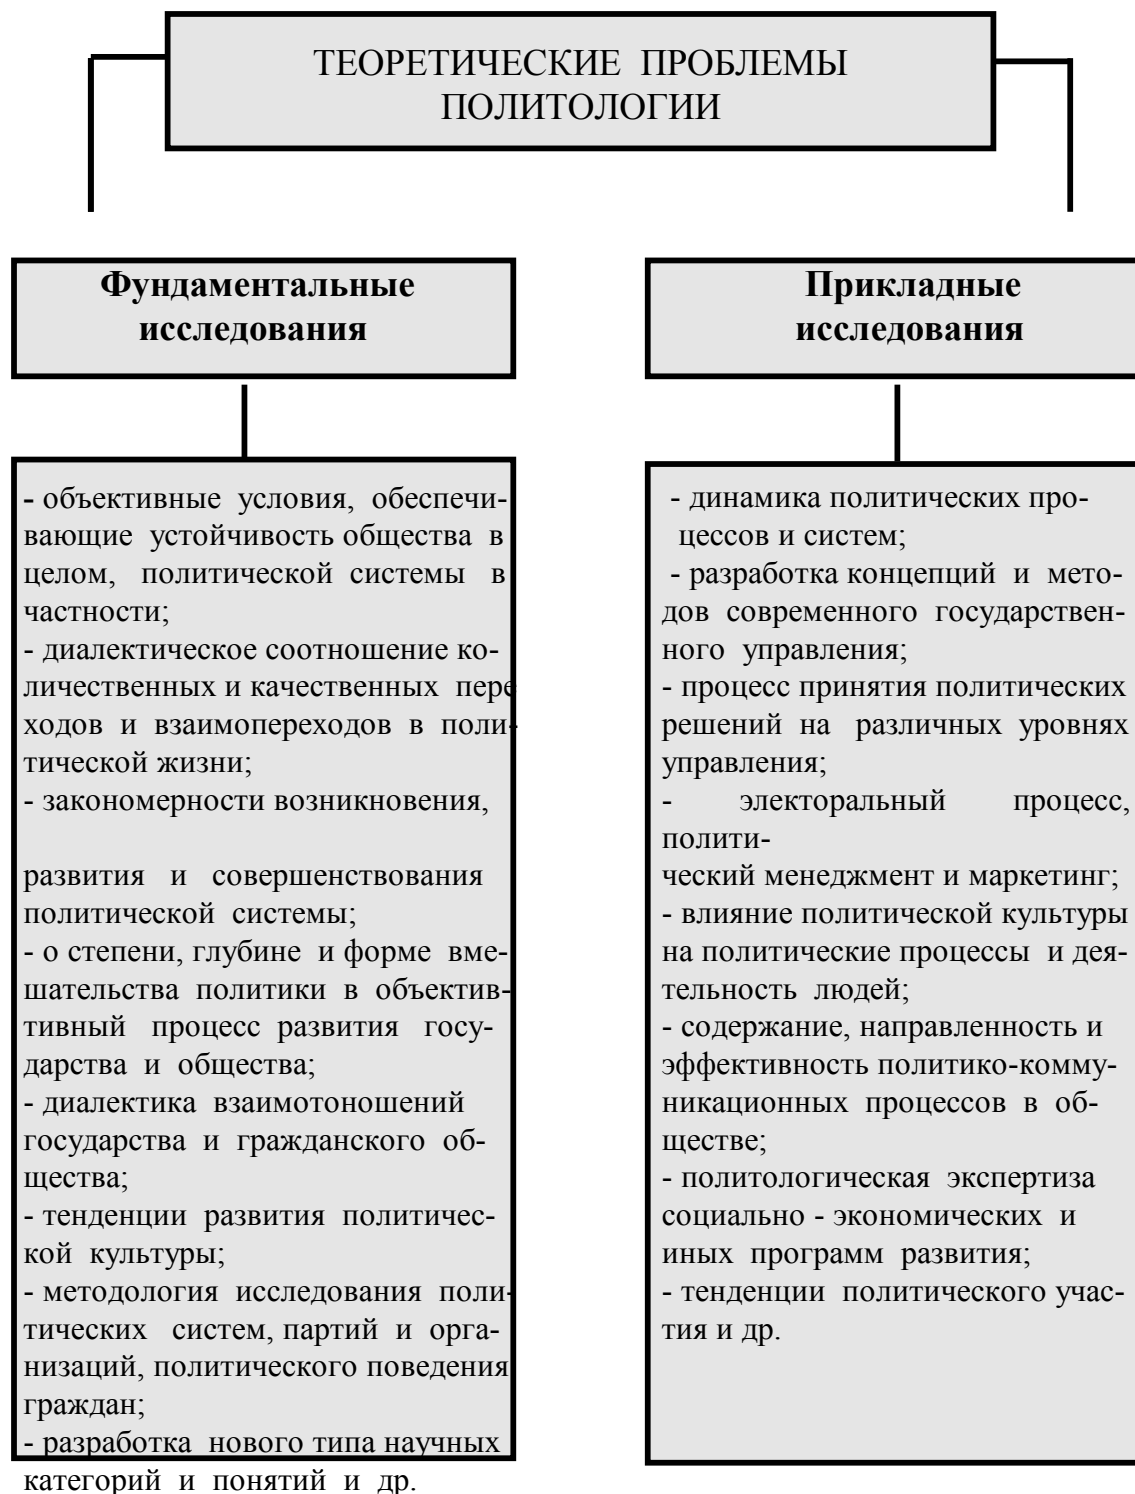 ТЕОРЕТИЧЕСКИЕ ПРОБЛЕМЫ
ПОЛИТОЛОГИИ
Фундаментальные
исследования
- объективные условия, обеспечи-
вающие устойчивость общества в
целом, политической системы в
частности;
- диалектическое соотношение ко-
личественных и качественных пере
ходов и взаимопереходов в поли-
тической жизни;
- закономерности возникновения,
развития и совершенствования
политической системы;
- о степени, глубине и форме вме-
шательства политики в объектив-
тивный процесс развития госу-
дарства и общества;
- диалектика взаимотоношений
государства и гражданского об-
щества;
- тенденции развития политичес-
кой культуры;
- методология исследования поли-
тических систем, партий и орга-
низаций, политического поведения
граждан;
- разработка нового типа научных
категорий и понятий и др.
Прикладные
исследования
- динамика политических про-
цессов и систем;
- разработка концепций и мето-
дов современного государствен-
ного управления;
- процесс принятия политических
решений на различных уровнях
управления;
- электоральный процесс,
полити-
ческий менеджмент и маркетинг;
- влияние политической культуры
на политические процессы и дея-
тельность людей;
- содержание, направленность и
эффективность политико-комму-
никационных процессов в об-
ществе;
- политологическая экспертиза
социально - экономических и
иных программ развития;
- тенденции политического учас-
тия и др.